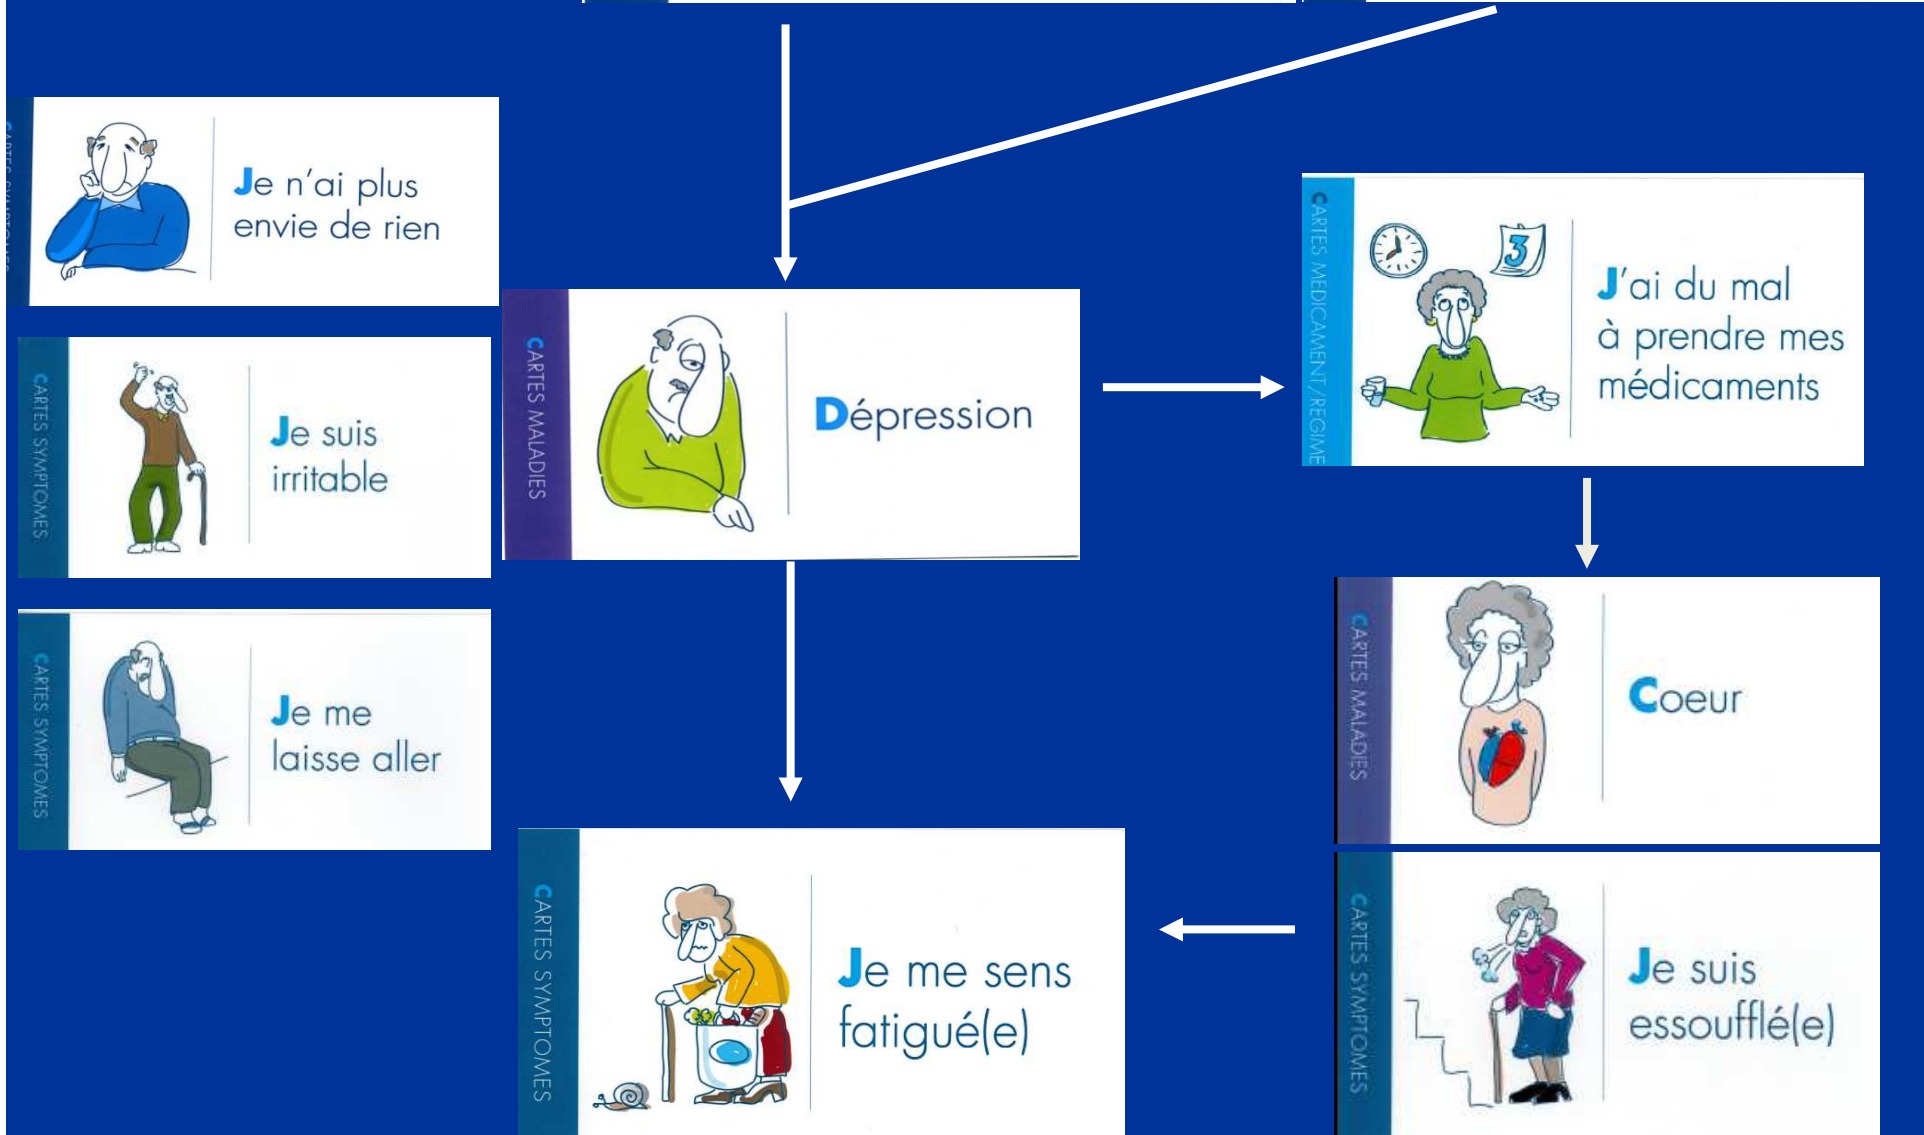 CARTES SYMPTOMES
Je n'ai plus
envie de rien
CARTES SYMPTOMES
Je suis
irritable
CARTES SYMPTOMES
Je me
laisse aller
CARTES MALADIES
Dépression
CARTES MEDICAMENT/REGIME
3
J'ai du mal
à prendre mes
médicaments
CARTES MALADIES
Coeur
CARTES SYMPTOMES
Je me sens
fatigué(e)
CARTES SYMPTOMES
Je suis
essoufflé(e)